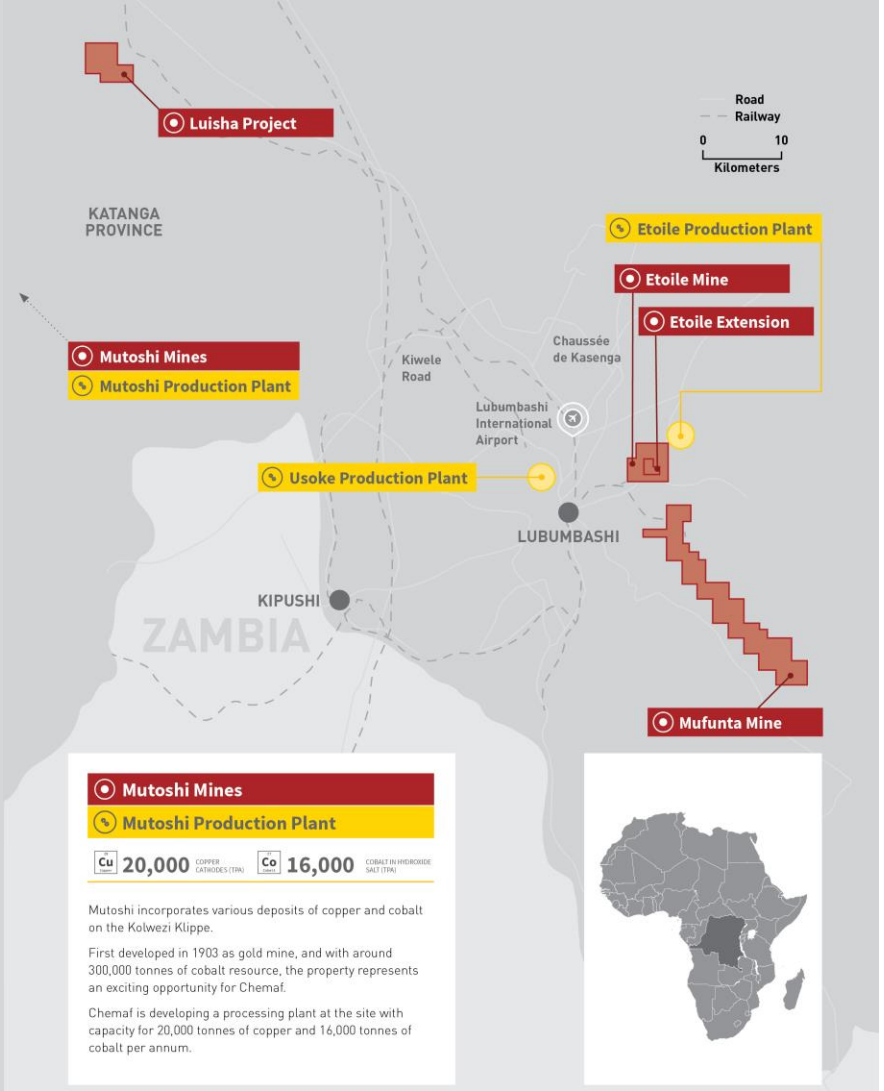 Luisha Project
Road
Railway
0 10
Kilometers
KATANGA
PROVINCE
Etoile Production Plant
Etoile Mine
Etoile Extension
Mutoshi Mines
Mutoshi Production Plant
Kiwele
Road
Chaussée
de Kasenga
Lubumbashi
International
Airport
Usoke Production Plant
LUBUMBASHI
KIPUSHI
ZAMBIA
Mufunta Mine
Mutoshi Mines
Mutoshi Production Plant
Cu 20,000 COPPER CATHODES (TPA) Co 16,000 COBALT IN HYDROXIDE SALT (TPA)
Mutoshi incorporates various deposits of copper and cobalt
on the Kolwezi Klippe.
First developed in 1903 as gold mine, and with around
300,000 tonnes of cobalt resource, the property represents
an exciting opportunity for Chemaf.
Chemaf is developing a processing plant at the site with
capacity for 20,000 tonnes of copper and 16,000 tonnes of
cobalt per annum.